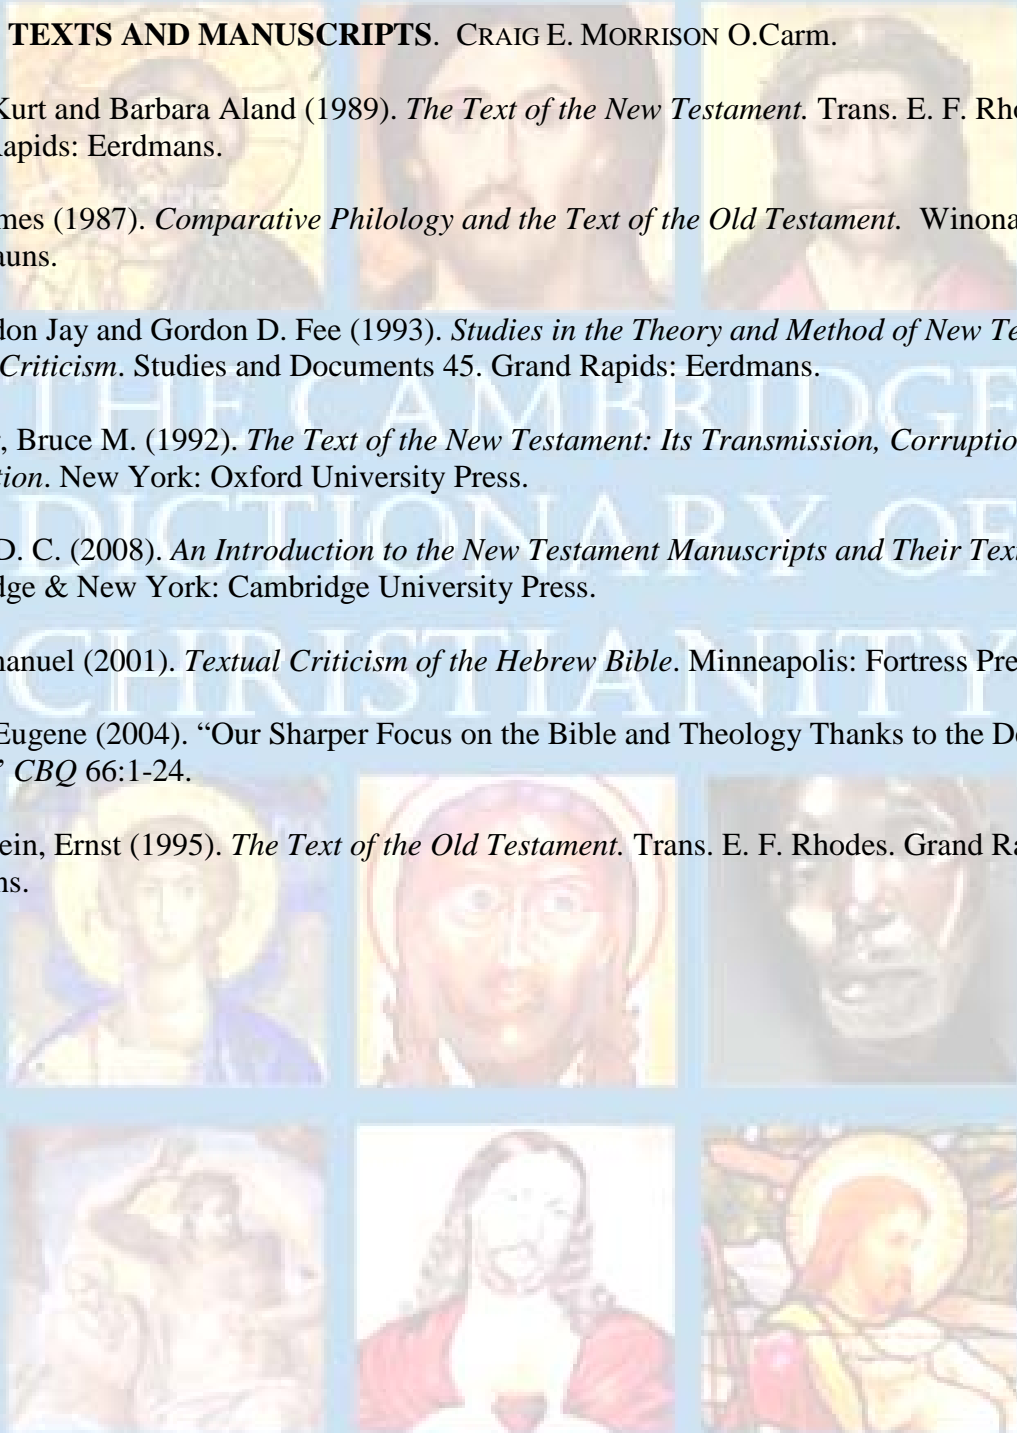 TEXTS AND MANUSCRIPTS. CRAIG E. MORRISON O.Carm.
Kurt and Barbara Aland (1989). The Text of the New Testament. Trans. E. F. Rho
apids: Eerdmans.
mes (1987). Comparative Philology and the Text of the Old Testament. Winona
auns.
don Jay and Gordon D. Fee (1993). Studies in the Theory and Method of New Te
Criticism. Studies and Documents 45. Grand Rapids: Eerdmans.
, Bruce M. (1992). The Text of the New Testament: Its Transmission, Corruptio
tion. New York: Oxford University Press.
D. C. (2008). An Introduction to the New Testament Manuscripts and Their Tex
dge & New York: Cambridge University Press.
anuel (2001). Textual Criticism of the Hebrew Bible. Minneapolis: Fortress Pre
Eugene (2004). “Our Sharper Focus on the Bible and Theology Thanks to the De
” CBQ 66:1-24.
ein, Ernst (1995). The Text of the Old Testament. Trans. E. F. Rhodes. Grand Ra
ns.
THE CAMBRIDGE
DICTIONARY OF
CHRISTIANITY